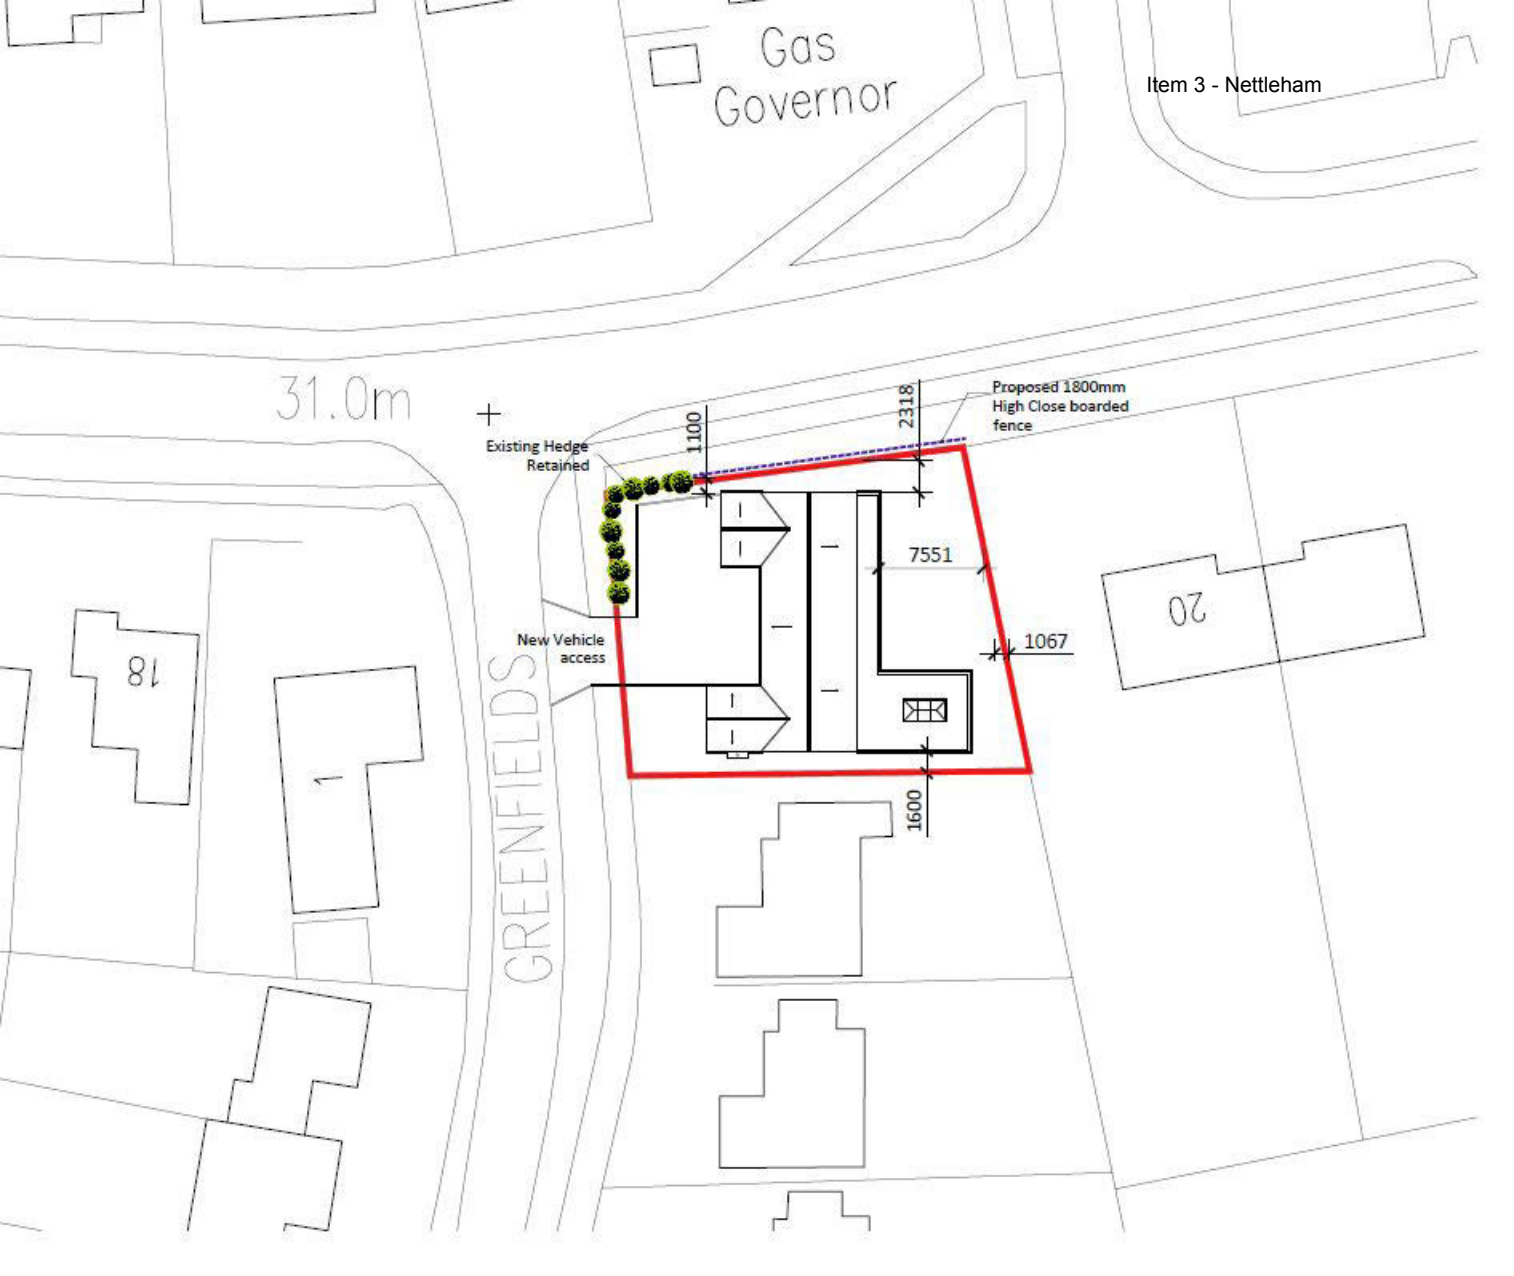 Gas
Governor
Item 3 - Nettleham
31.0m
Existing Hedge
Retained
1100
2318
Proposed 1800mm
High Close boarded
fence
7551
1067
20
New Vehicle
access
18
1
GREENFIELDS
1600